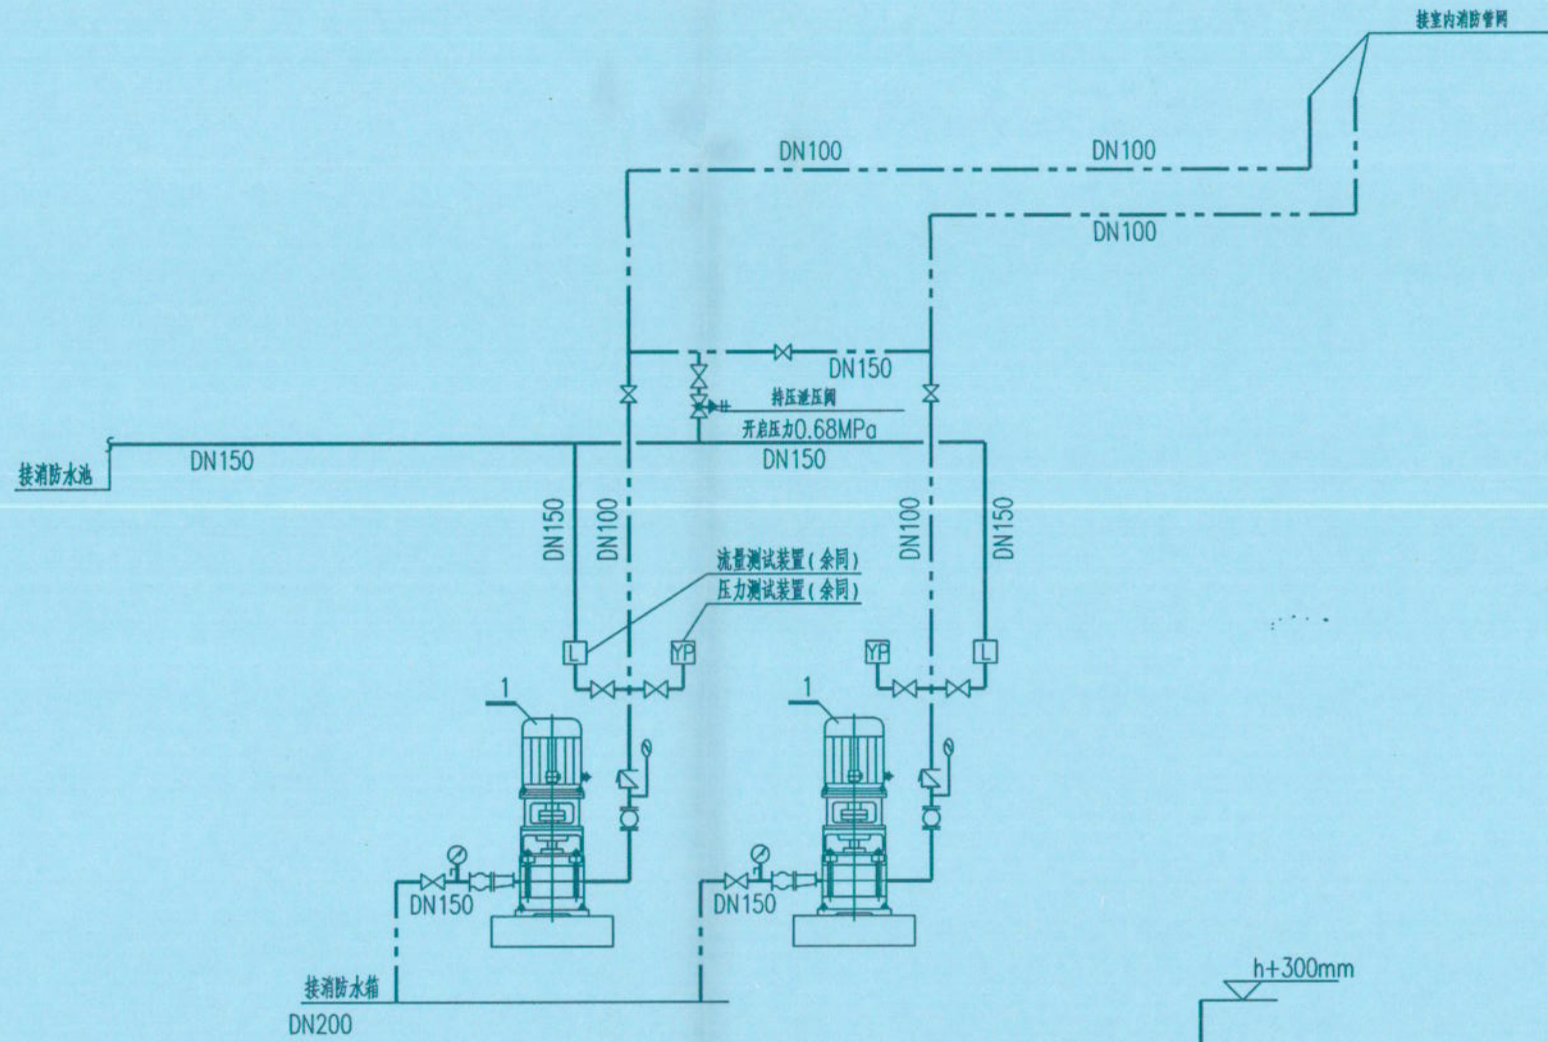 接室内消防管网
DN100
DN100
DN100
DN150
持压泄压阀
开启压力0.68MPa
DN150
DN150
接消防水池
DN150
DN100
DN100
DN150
流量测试装置(余同)
压力测试装置(余同)
L
YP
YP
L
1
1
DN150
DN150
接消防水箱
DN200
h+300mm